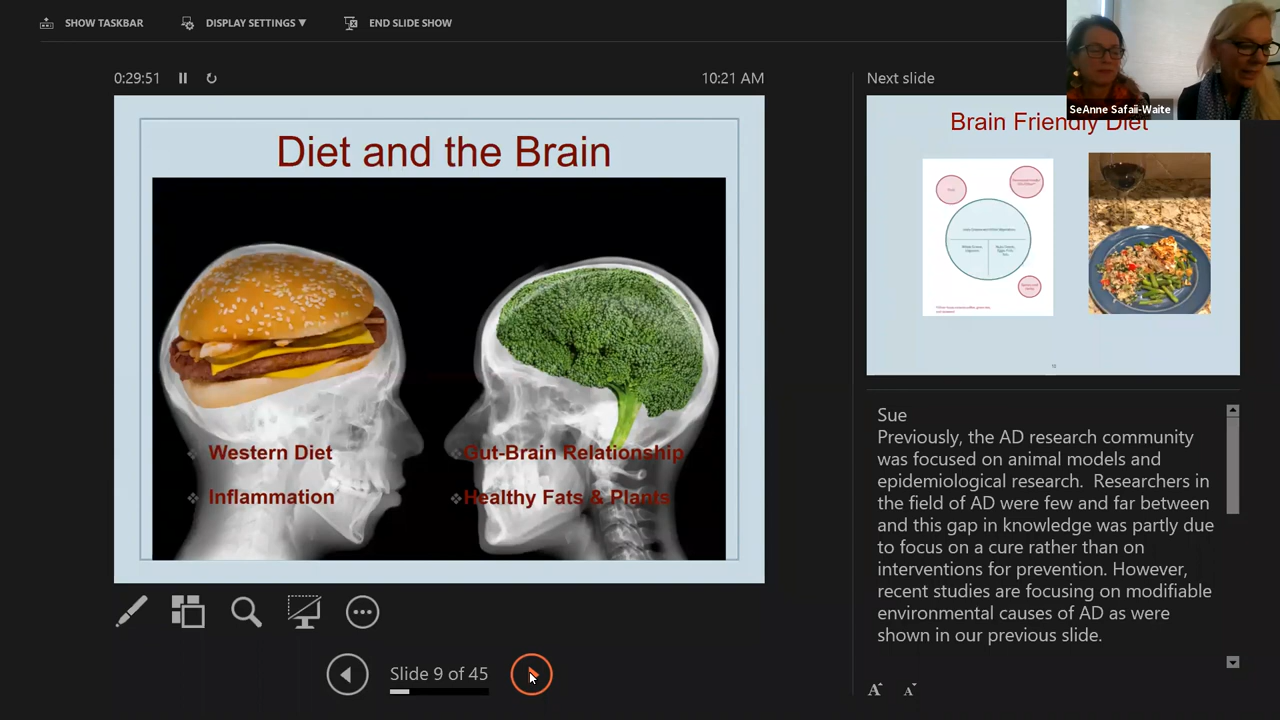 SHOW TASKBAR
DISPLAY SETTINGS ▼
END SLIDE SHOW
0:29:51
10:21 AM
Next slide
SeAnne Safaii-Waite
Diet and the Brain
Western Diet
Inflammation
Gut-Brain Relationship
Healthy Fats & Plants
Brain Friendly Diet
Sue
Previously, the AD research community
was focused on animal models and
epidemiological research. Researchers in
the field of AD were few and far between
and this gap in knowledge was partly due
to focus on a cure rather than on
interventions for prevention. However,
recent studies are focusing on modifiable
environmental causes of AD as were
shown in our previous slide.
Slide 9 of 45
A A